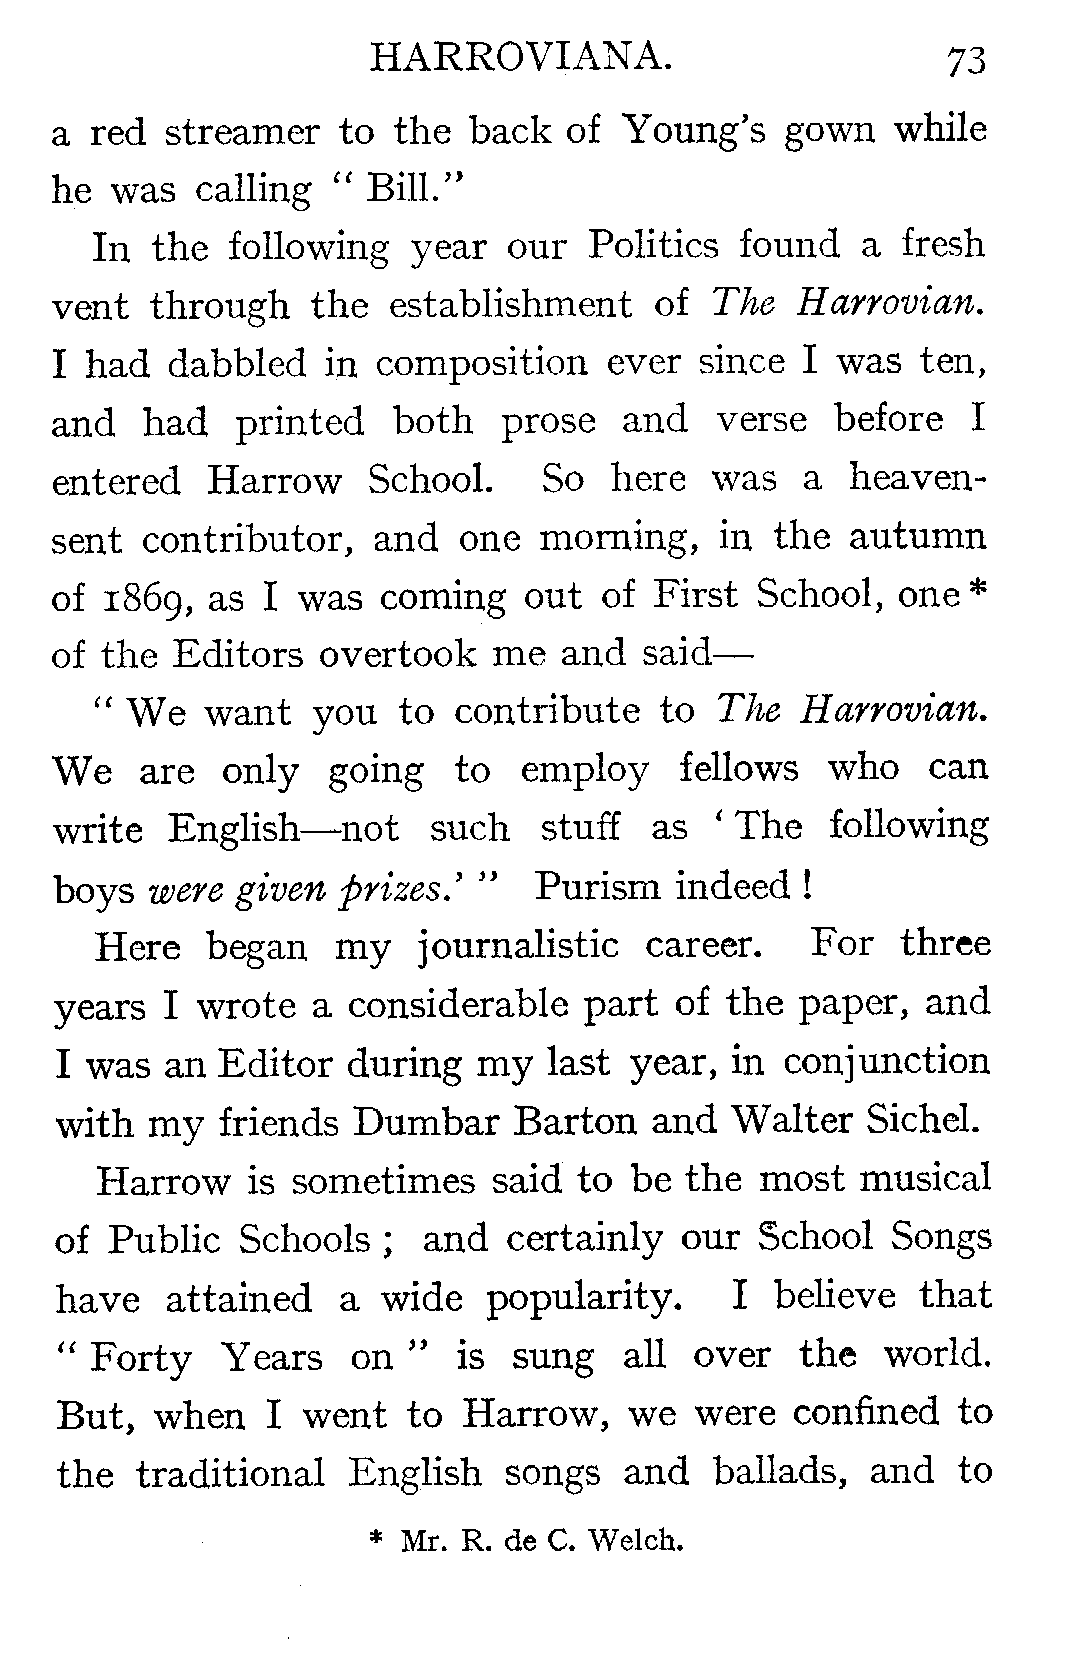 HARROVIANA. 73
a red streamer to the back of Young's gown while
he was calling " Bill."
In the following year our Politics found a fresh
vent through the establishment of The Harrovian.
I had dabbled in composition ever since I was ten,
and had printed both prose and verse before I
entered Harrow School. So here was a heaven-
sent contributor, and one morning, in the autumn
of 1869, as I was coming out of First School, one *
of the Editors overtook me and said—
" We want you to contribute to The Harrovian.
We are only going to employ fellows who can
write English—not such stuff as ' The following
boys were given prizes.' " Purism indeed !
Here began my journalistic career. For three
years I wrote a considerable part of the paper, and
I was an Editor during my last year, in conjunction
with my friends Dumbar Barton and Walter Sichel.
Harrow is sometimes said to be the most musical
of Public Schools ; and certainly our School Songs
have attained a wide popularity. I believe that
" Forty Years on " is sung all over the world.
But, when I went to Harrow, we were confined to
the traditional English songs and ballads, and to
* Mr. R. de C. Welch.